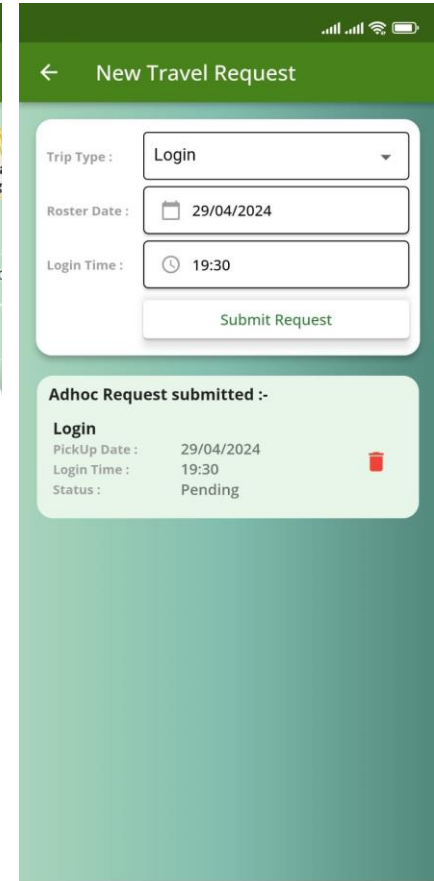 New Travel Request
Trip Type :
Login
Roster Date :
29/04/2024
Login Time :
19:30
Submit Request
Adhoc Request submitted :-
Login
PickUp Date : 29/04/2024
Login Time : 19:30
Status : Pending